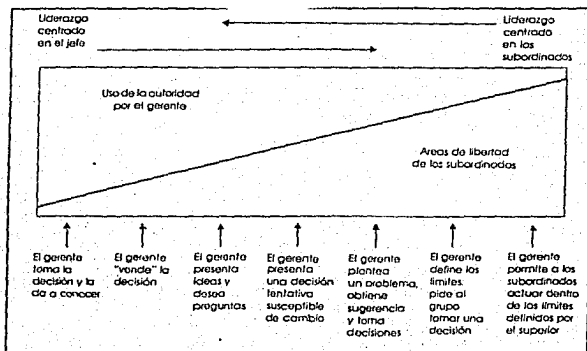 Liderazgo
centrado
en el jefe
Liderazgo
centrado
en los
subordinados
Uso de la autoridad
por el gerente
Areas de libertad
de los subordinados
El gerente
toma la
decisión y la
da a conocer
El gerente
"vende" la
decisión
El gerente
presenta
ideas y
desea
preguntas
El gerente
presenta
una decisión
tentativa
susceptible
de cambio
El gerente
plantea
un problema,
obtiene
sugerencia
y toma
decisiones
El gerente
define los
límites:
pide al
grupo
tomar una
decisión
El gerente
permite a los
subordinados
actuar dentro
de los límites
definidos por
el superior